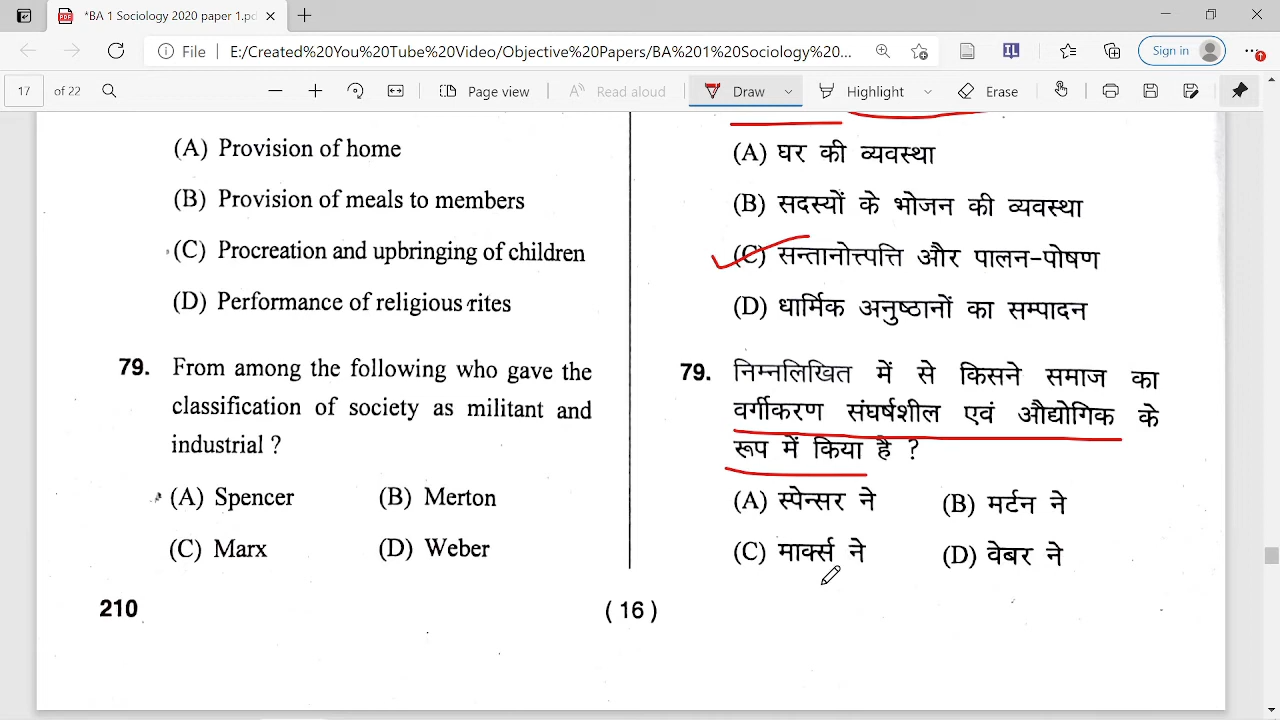 *BA 1 Sociology 2020 paper 1.pd
File E:/Created%20You%20Tube%20Video/Objective%20Papers/BA%201%20Sociology%20... Sign in
17 of 22 Page view Read aloud Draw Highlight Erase
(A) Provision of home
(B) Provision of meals to members
(C) Procreation and upbringing of children
(D) Performance of religious rites
79. From among the following who gave the
classification of society as militant and
industrial ?
(A) Spencer (B) Merton
(C) Marx (D) Weber
(A) घर की व्यवस्था
(B) सदस्यों के भोजन की व्यवस्था
(C) सन्तानोत्त्पत्ति और पालन-पोषण
(D) धार्मिक अनुष्ठानों का सम्पादन
79. निम्नलिखित में से किसने समाज का
वर्गीकरण संघर्षशील एवं औद्योगिक के
रूप में किया है ?
(A) स्पेन्सर ने (B) मर्टन ने
(C) मार्क्स ने (D) वेबर ने
210 ( 16 )